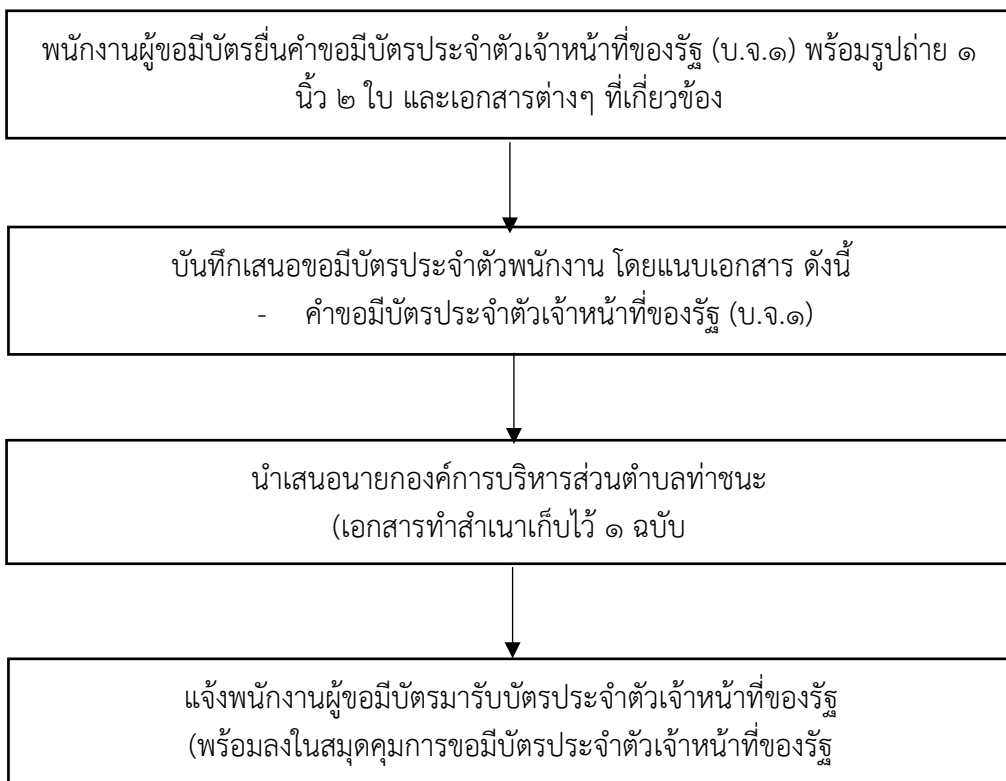 พนักงานผู้ขอมีบัตรยื่นคำขอมีบัตรประจำตัวเจ้าหน้าที่ของรัฐ (บ.จ.๑) พร้อมรูปถ่าย ๑
นิ้ว ๒ ใบ และเอกสารต่างๆ ที่เกี่ยวข้อง
บันทึกเสนอขอมีบัตรประจำตัวพนักงาน โดยแนบเอกสาร ดังนี้
- คำขอมีบัตรประจำตัวเจ้าหน้าที่ของรัฐ (บ.จ.๑)
นำเสนอนายกองค์การบริหารส่วนตำบลท่าชนะ
(เอกสารทำสำเนาเก็บไว้ ๑ ฉบับ
แจ้งพนักงานผู้ขอมีบัตรมารับบัตรประจำตัวเจ้าหน้าที่ของรัฐ
(พร้อมลงในสมุดคุมการขอมีบัตรประจำตัวเจ้าหน้าที่ของรัฐ